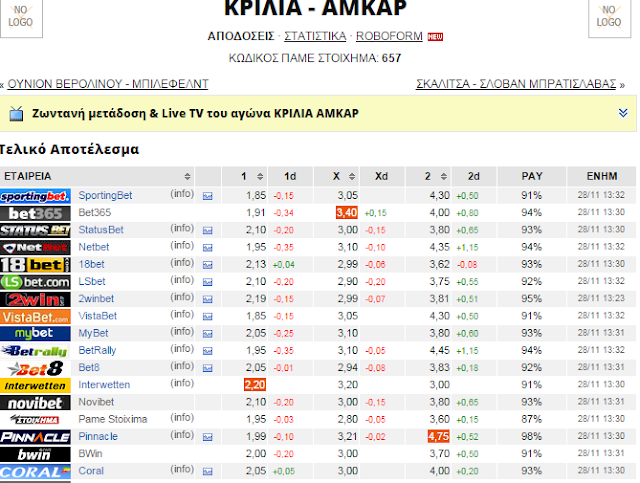 NO LOGO
ΚΡΙΛΙΑ - ΑΜΚΑΡ
NO LOGO
ΑΠΟΔΟΣΕΙΣ · ΣΤΑΤΙΣΤΙΚΑ · ROBOFORM NEW
ΚΩΔΙΚΟΣ ΠΑΜΕ ΣΤΟΙΧΗΜΑ: 657
« ΟΥΝΙΟΝ ΒΕΡΟΛΙΝΟΥ - ΜΠΙΛΕΦΕΛΝΤ
ΣΚΑΛΙΤΣΑ - ΣΛΟΒΑΝ ΜΠΡΑΤΙΣΛΑΒΑΣ »
Ζωντανή μετάδοση & Live TV του αγώνα ΚΡΙΛΙΑ ΑΜΚΑΡ
Τελικό Αποτέλεσμα
ΕΤΑΙΡΕΙΑ 1 1d X Xd 2 2d PAY ΕΝΗΜ
sportingbet SportingBet (info) 1,85 -0,15 3,05 4,30 +0,50 91% 28/11 13:32
bet365 Bet365 1,91 -0,34 3,40 +0,15 4,00 +0,80 94% 28/11 13:30
STATUSBET StatusBet (info) 2,10 -0,20 3,00 -0,15 3,80 +0,65 93% 28/11 13:30
NetBet Netbet (info) 1,95 -0,35 3,10 -0,10 4,35 +1,15 94% 28/11 13:32
18bet 18bet (info) 2,13 +0,04 2,99 -0,06 3,62 -0,08 93% 28/11 13:30
LSbet.com LSbet (info) 2,10 -0,20 2,90 -0,20 3,75 +0,55 92% 28/11 13:32
2win 2winbet (info) 2,19 -0,15 2,99 -0,07 3,81 +0,51 95% 28/11 13:23
VistaBet.com VistaBet (info) 1,85 -0,15 3,05 4,30 +0,50 91% 28/11 13:32
mybet MyBet (info) 2,05 -0,25 3,10 3,80 +0,60 93% 28/11 13:31
Betrally BetRally (info) 1,95 -0,35 3,10 -0,05 4,45 +1,15 94% 28/11 13:32
Bet8 Bet8 (info) 2,05 -0,01 2,94 -0,08 3,83 +0,18 92% 28/11 13:31
Interwetten Interwetten (info) 2,20 3,20 3,00 91% 28/11 13:30
novibet Novibet 2,10 -0,20 3,00 -0,15 3,80 +0,65 93% 28/11 13:31
ΣΤΟΙΧΗΜΑ Pame Stoixima (info) 1,95 -0,03 2,80 -0,05 3,60 +0,15 87% 28/11 13:30
PINNACLE Pinnacle (info) 1,99 -0,10 3,21 -0,02 4,75 +0,52 98% 28/11 13:30
bwin BWin 2,00 -0,20 3,00 3,70 +0,50 91% 28/11 13:31
CORAL Coral (info) 2,05 +0,05 3,00 4,00 +0,20 93% 28/11 13:31